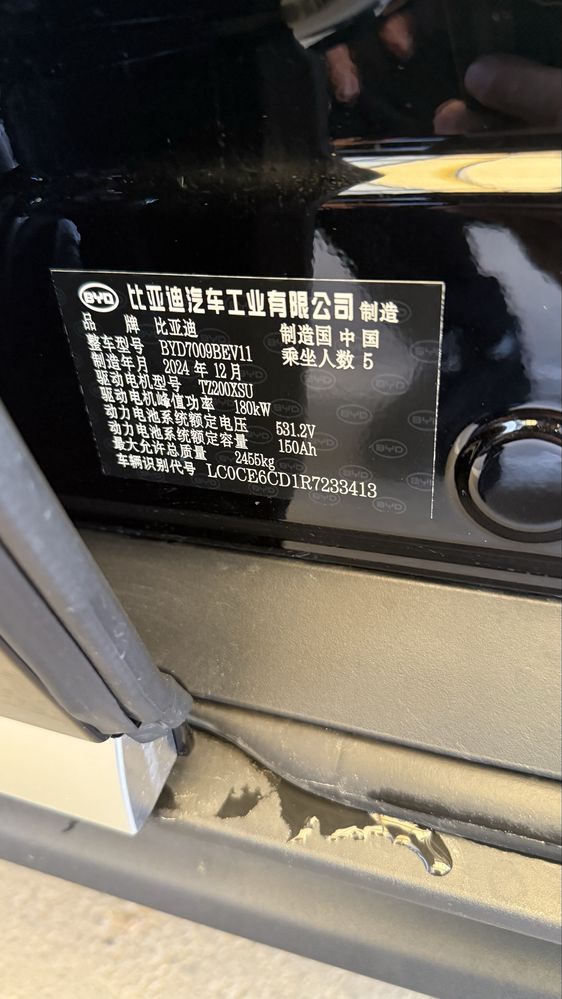 BYD 比亚迪汽车工业有限公司 制造
品牌 比亚迪 制造国 中国
整车型号 BYD7009BEV11 乘坐人数 5
制造年月 2024 年 12 月
驱动电机型号 TZ200XSU
驱动电机峰值功率 180kW
动力电池系统额定电压 531.2V
动力电池系统额定容量 150Ah
最大允许总质量 2455kg
车辆识别代号 LC0CE6CD1R7233413